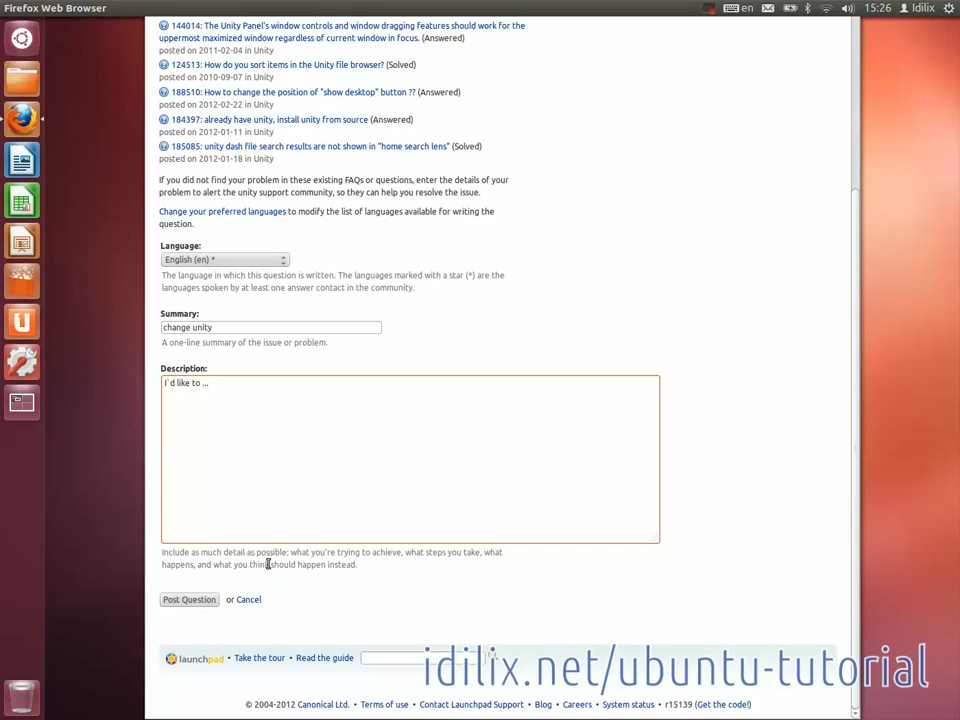 Firefox Web Browser
en
15:26
Idilix
144014: The Unity Panel's window controls and window dragging features should work for the
uppermost maximized window regardless of current window in focus. (Answered)
posted on 2011-02-04 in Unity
124513: How do you sort items in the Unity file browser? (Solved)
posted on 2010-09-07 in Unity
188510: How to change the position of "show desktop" button ?? (Answered)
posted on 2012-02-22 in Unity
184397: already have unity, install unity from source (Answered)
posted on 2012-01-11 in Unity
185085: unity dash file search results are not shown in "home search lens" (Solved)
posted on 2012-01-18 in Unity
If you did not find your problem in these existing FAQs or questions, enter the details of your
problem to alert the unity support community, so they can help you resolve the issue.
Change your preferred languages to modify the list of languages available for writing the
question.
Language:
English (en) *
The language in which this question is written. The languages marked with a star (*) are the
languages spoken by at least one answer contact in the community.
Summary:
change unity
A one-line summary of the issue or problem.
Description:
I`d like to ...
Include as much detail as possible: what you're trying to achieve, what steps you take, what
happens, and what you think should happen instead.
Post Question or Cancel
launchpad • Take the tour • Read the guide
idilix.net/ubuntu-tutorial
© 2004-2012 Canonical Ltd. • Terms of use • Contact Launchpad Support • Blog • Careers • System status • r15139 (Get the code!)